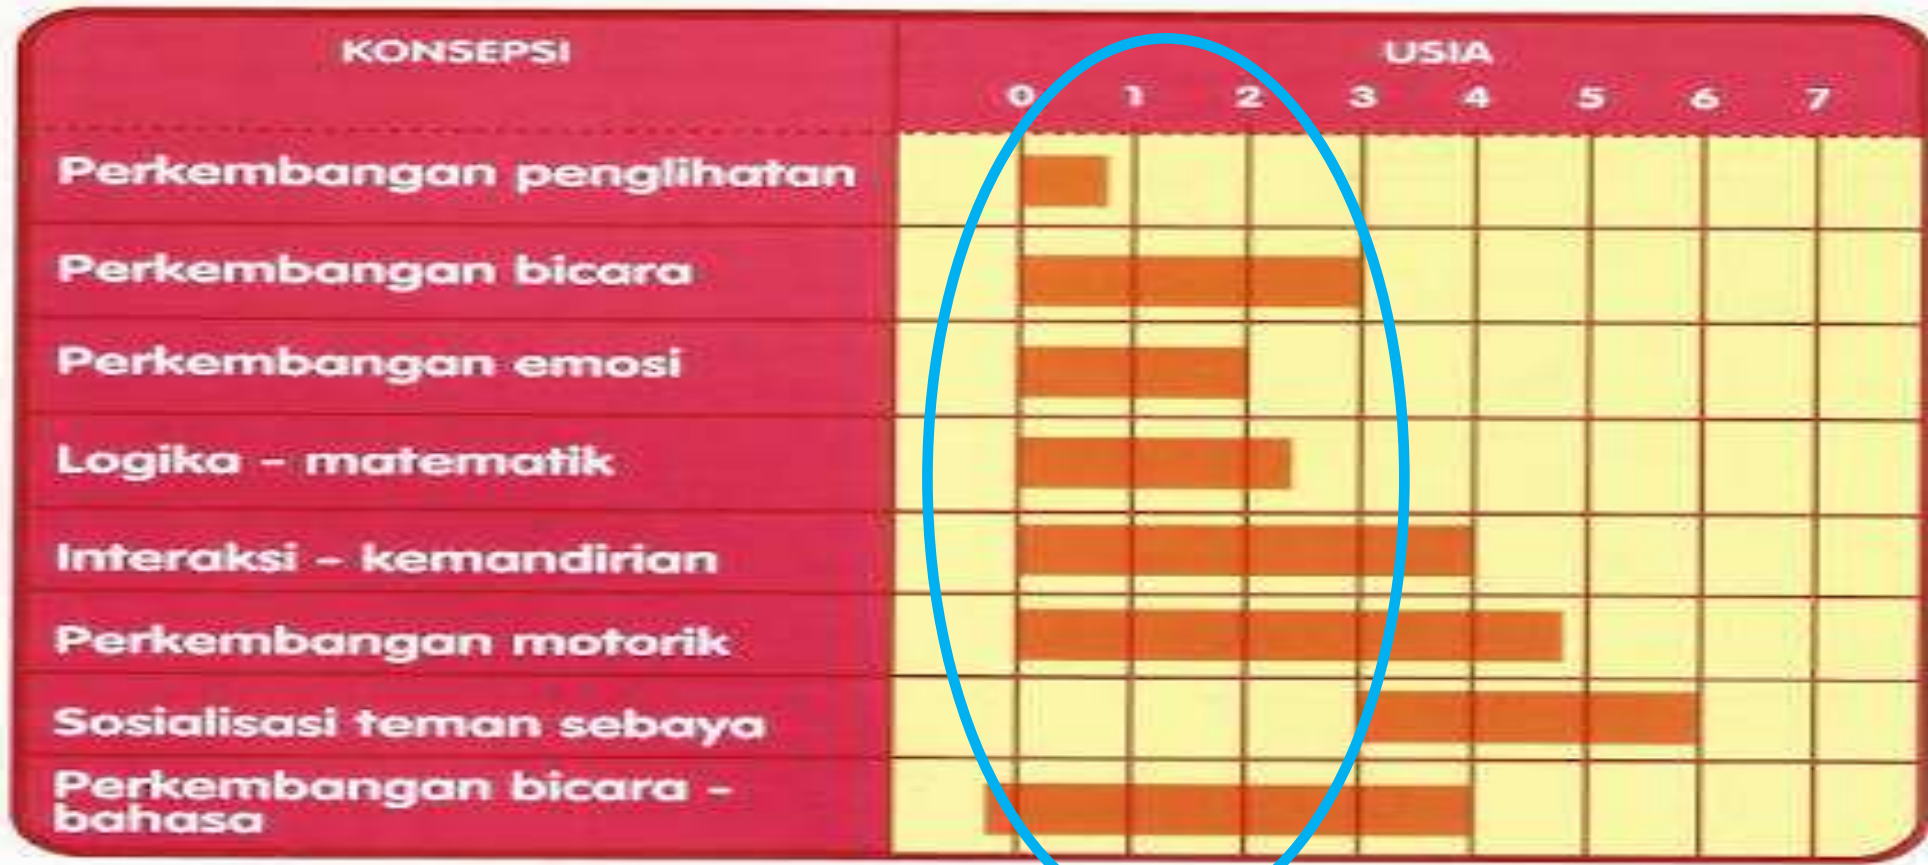 KONSEPSI
USIA
0 1 2 3 4 5 6 7
Perkembangan penglihatan
Perkembangan bicara
Perkembangan emosi
Logika – matematik
Interaksi – kemandirian
Perkembangan motorik
Sosialisasi teman sebaya
Perkembangan bicara –
bahasa